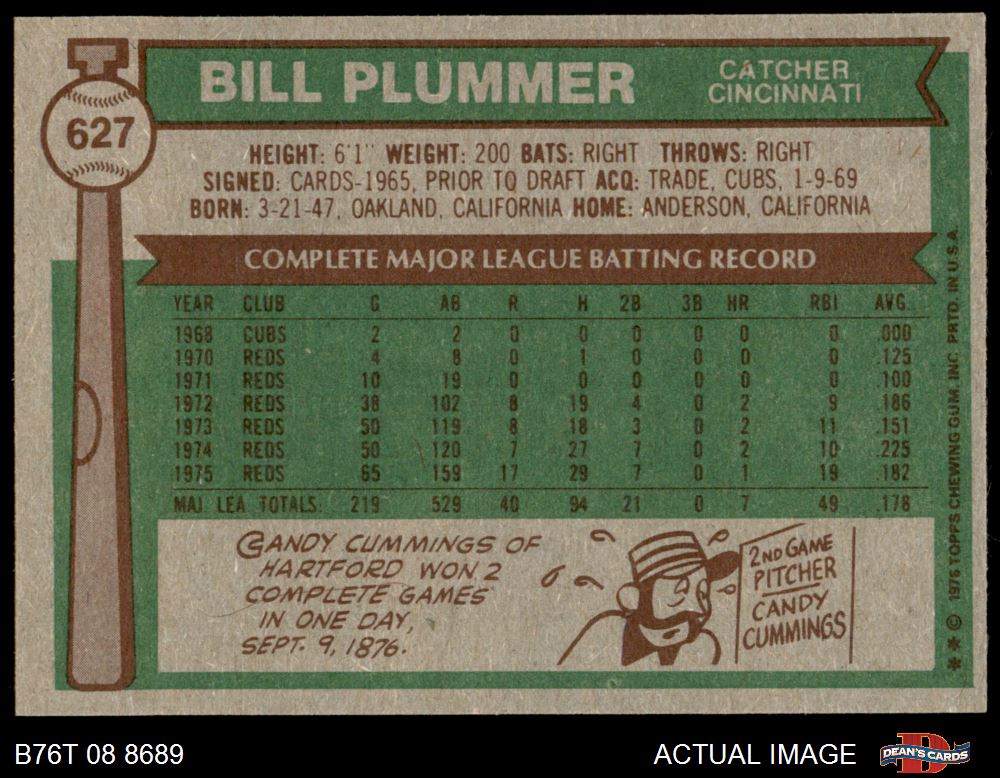 BILL PLUMMER
CATCHER
CINCINNATI
627
HEIGHT: 6'1" WEIGHT: 200 BATS: RIGHT THROWS: RIGHT
SIGNED: CARDS-1965, PRIOR TO DRAFT ACQ: TRADE, CUBS, 1-9-69
BORN: 3-21-47, OAKLAND, CALIFORNIA HOME: ANDERSON, CALIFORNIA
COMPLETE MAJOR LEAGUE BATTING RECORD
YEAR CLUB G AB R H 2B 3B HR RBI AVG.
1968 CUBS 2 2 0 0 0 0 0 0 .000
1970 REDS 4 8 0 1 0 0 0 0 .125
1971 REDS 10 19 0 0 0 0 0 0 .100
1972 REDS 38 102 8 19 4 0 2 9 .186
1973 REDS 50 119 8 18 3 0 2 11 .151
1974 REDS 50 120 7 27 7 0 2 10 .225
1975 REDS 65 159 17 29 7 0 1 19 .182
MAJ LEA TOTALS: 219 529 40 94 21 0 7 49 .178
CANDY CUMMINGS OF
HARTFORD WON 2
COMPLETE GAMES
IN ONE DAY,
SEPT. 9, 1876.
2ND GAME
PITCHER
CANDY
CUMMINGS
** © 1976 TOPPS CHEWING GUM, INC. PRTD. IN U.S.A.
B76T 08 8689
ACTUAL IMAGE
D
DEAN'S CARDS